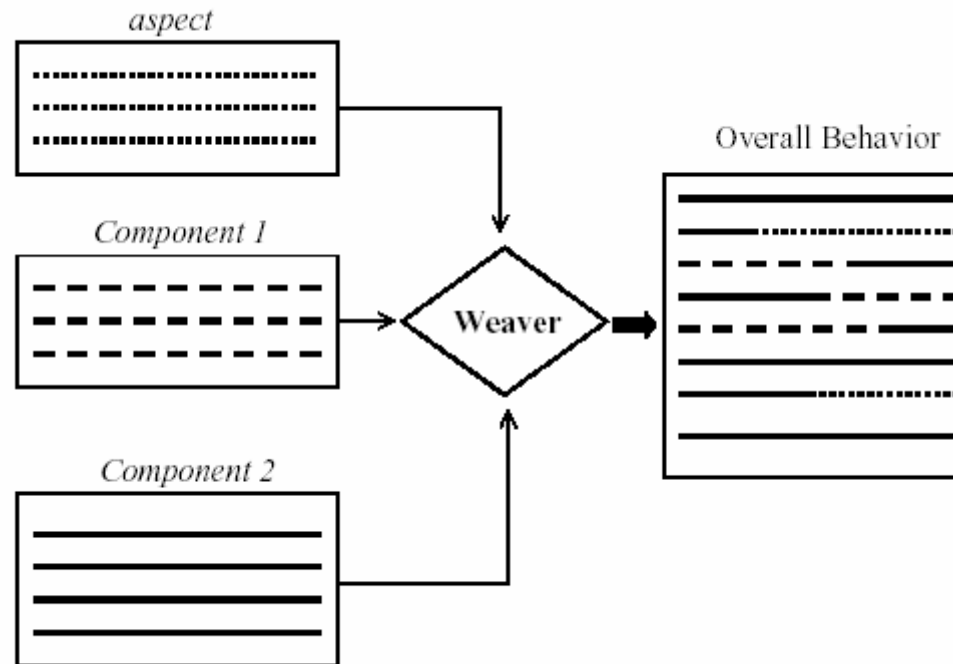 aspect
Overall Behavior
Component 1
Weaver
Component 2